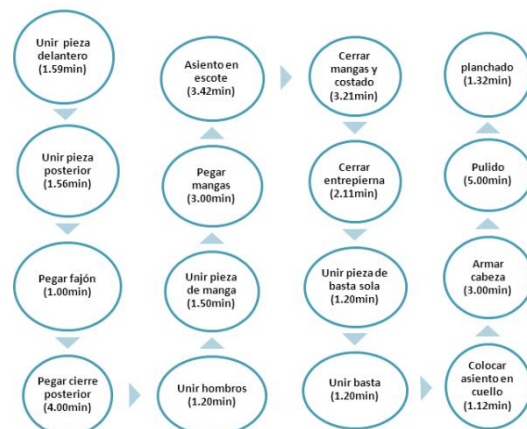 Unir pieza
delantero
(1.59min)
Unir pieza
posterior
(1.56min)
Pegar fajón
(1.00min)
Pegar cierre
posterior
(4.00min)
Unir hombros
(1.20min)
Unir pieza
de manga
(1.50min)
Pegar
mangas
(3.00min)
Asiento en
escote
(3.42min)
Cerrar
mangas y
costado
(3.21min)
Cerrar
entrepierna
(2.11min)
Unir pieza de
basta sola
(1.20min)
Unir basta
(1.20min)
Colocar
asiento en
cuello
(1.12min)
Armar
cabeza
(3.00min)
Pulido
(5.00min)
planchado
(1.32min)